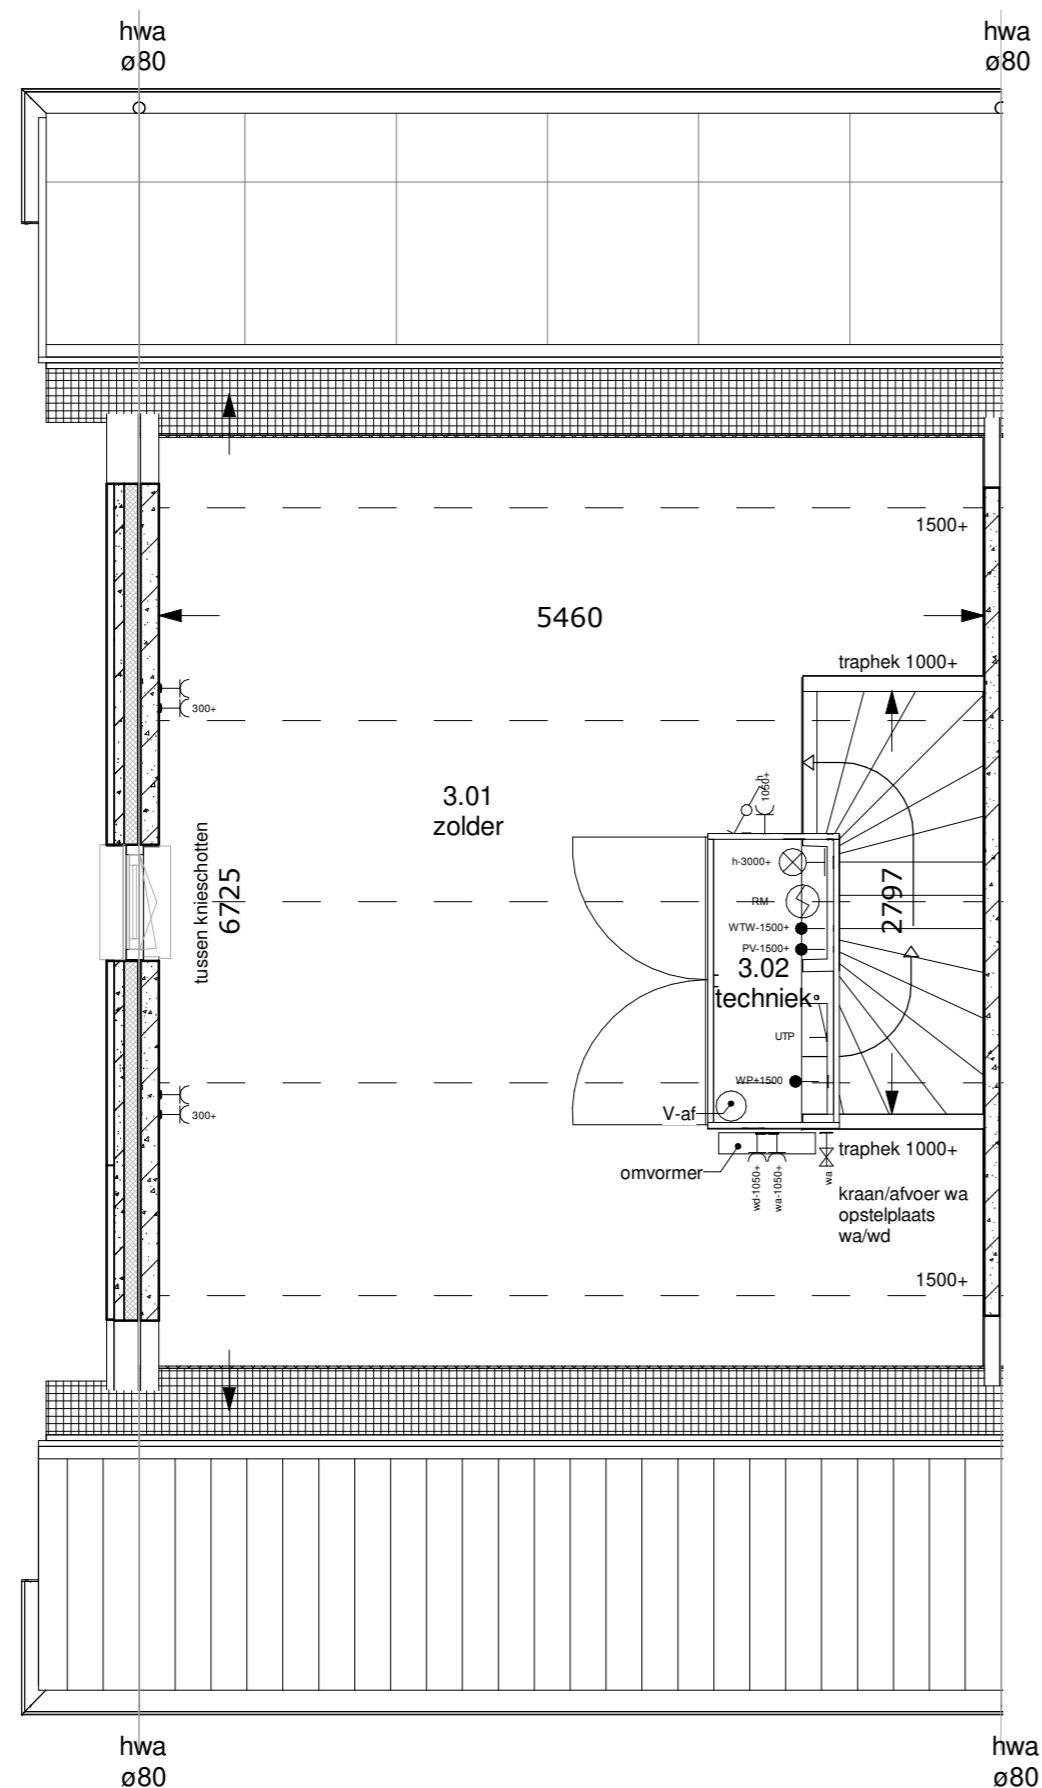 hwa
ø80
hwa
ø80
1500+
5460
traphek 1000+
300+
3.01
zolder
h
1050+
tussen knieschotten
6725
h-3000+
RM
WTW-1500+
PV-1500+
2797
3.02
techniek
UTP
WP+1500
V-af
300+
omvormer
wd-1050+
wa-1050+
wa
traphek 1000+
kraan/afvoer wa
opstelplaats
wa/wd
1500+
hwa
ø80
hwa
ø80